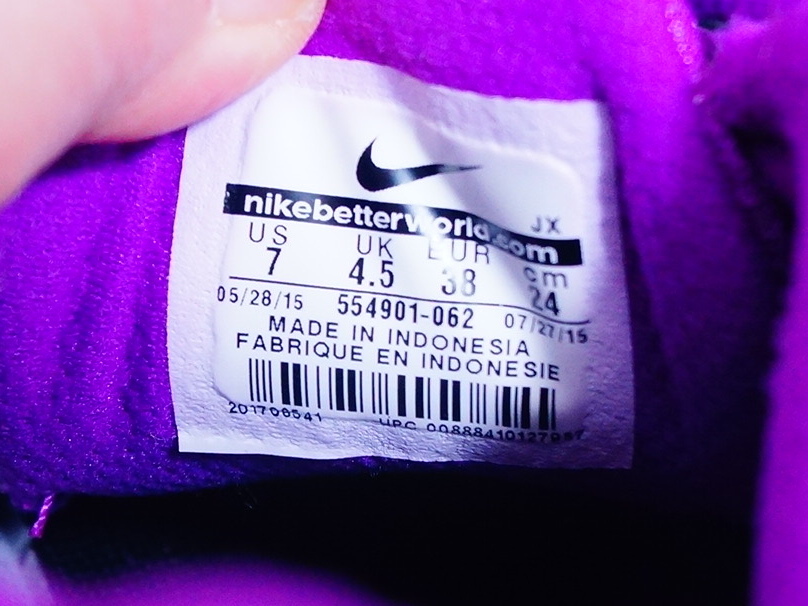 nikebetterworld.com
JX
US UK EUR cm
7 4.5 38 24
05/28/15 554901-062 07/27/15
MADE IN INDONESIA
FABRIQUE EN INDONESIE
201706541 UPC